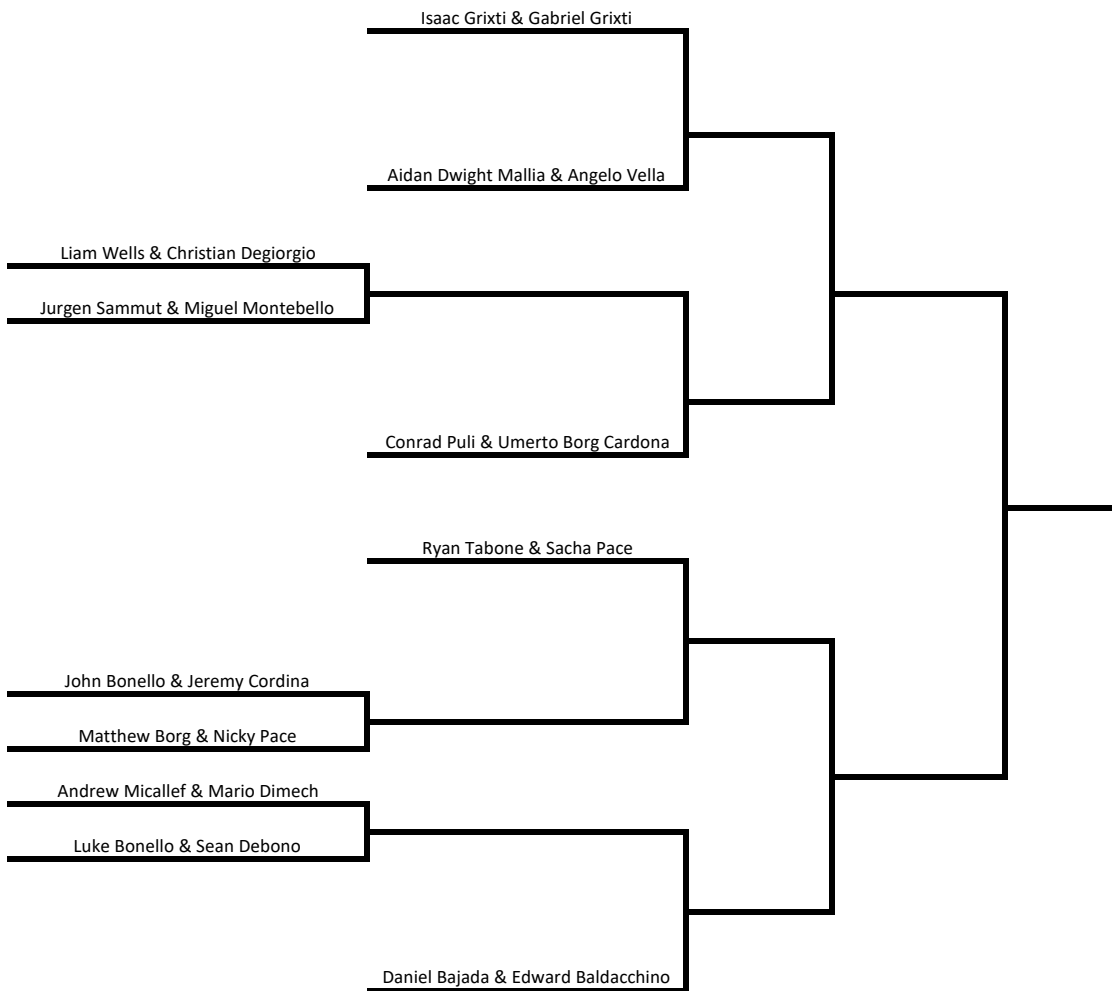 Isaac Grixti & Gabriel Grixti
Aidan Dwight Mallia & Angelo Vella
Liam Wells & Christian Degiorgio
Jurgen Sammut & Miguel Montebello
Conrad Puli & Umerto Borg Cardona
Ryan Tabone & Sacha Pace
John Bonello & Jeremy Cordina
Matthew Borg & Nicky Pace
Andrew Micallef & Mario Dimech
Luke Bonello & Sean Debono
Daniel Bajada & Edward Baldacchino